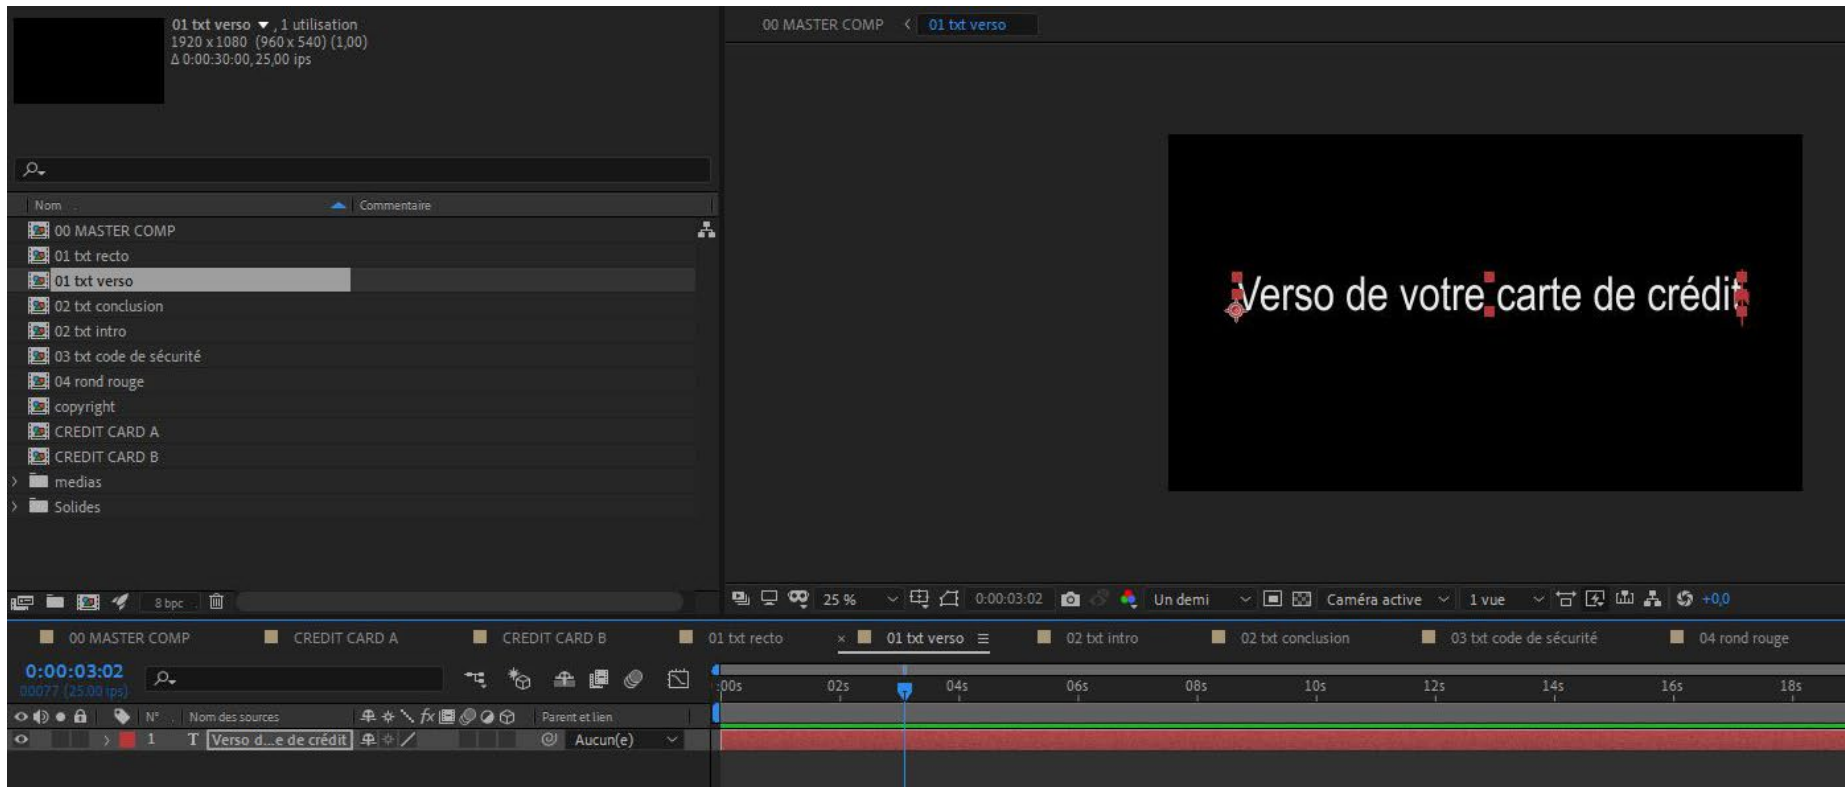 01 txt verso ▼ , 1 utilisation
1920 x 1080 (960 x 540) (1,00)
Δ 0:00:30:00, 25,00 ips
Nom
Commentaire
00 MASTER COMP
01 txt recto
01 txt verso
02 txt conclusion
02 txt intro
03 txt code de sécurité
04 rond rouge
copyright
CREDIT CARD A
CREDIT CARD B
medias
Solides
8 bpc
00 MASTER COMP < 01 txt verso
Verso de votre carte de crédit
25 % 0:00:03:02 Un demi Caméra active 1 vue +0,0
00 MASTER COMP CREDIT CARD A CREDIT CARD B 01 txt recto × 01 txt verso ≡ 02 txt intro 02 txt conclusion 03 txt code de sécurité 04 rond rouge
0:00:03:02
00077 (25.00 ips)
:00s 02s 04s 06s 08s 10s 12s 14s 16s 18s
N° Nom des sources fx Parent et lien
1 T Verso d...e de crédit Aucun(e)